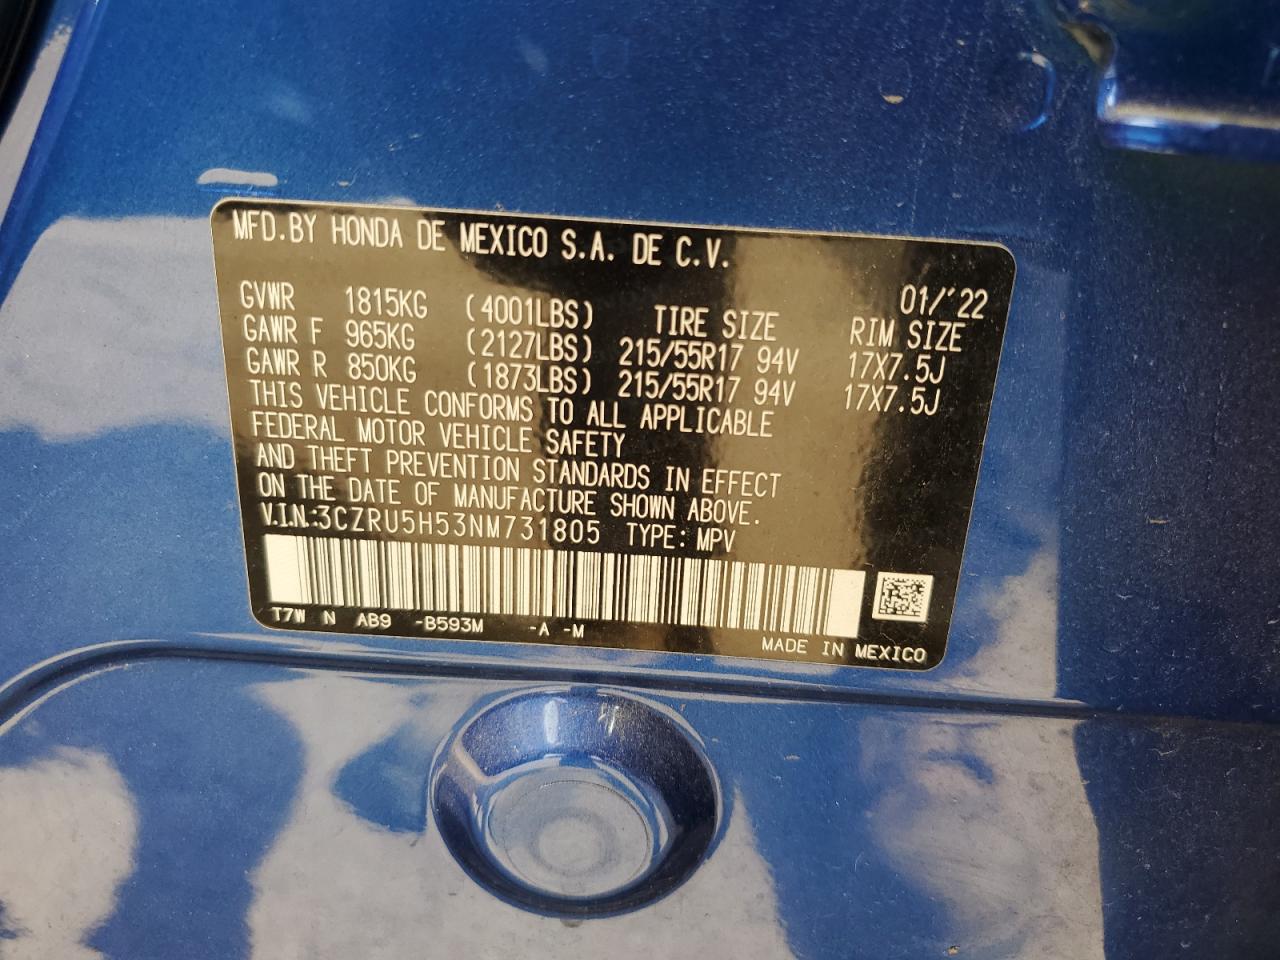 MFD.BY HONDA DE MEXICO S.A. DE C.V.
01/'22
GVWR 1815KG (4001LBS) TIRE SIZE RIM SIZE
GAWR F 965KG (2127LBS) 215/55R17 94V 17X7.5J
GAWR R 850KG (1873LBS) 215/55R17 94V 17X7.5J
THIS VEHICLE CONFORMS TO ALL APPLICABLE
FEDERAL MOTOR VEHICLE SAFETY
AND THEFT PREVENTION STANDARDS IN EFFECT
ON THE DATE OF MANUFACTURE SHOWN ABOVE.
V.I.N.:3CZRU5H53NM731805 TYPE: MPV
T7W N AB9 -B593M -A -M
MADE IN MEXICO